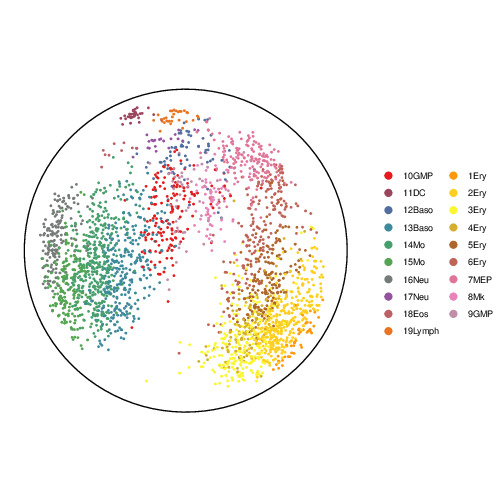 10GMP 1Ery
11DC 2Ery
12Baso 3Ery
13Baso 4Ery
14Mo 5Ery
15Mo 6Ery
16Neu 7MEP
17Neu 8Mk
18Eos 9GMP
19Lymph